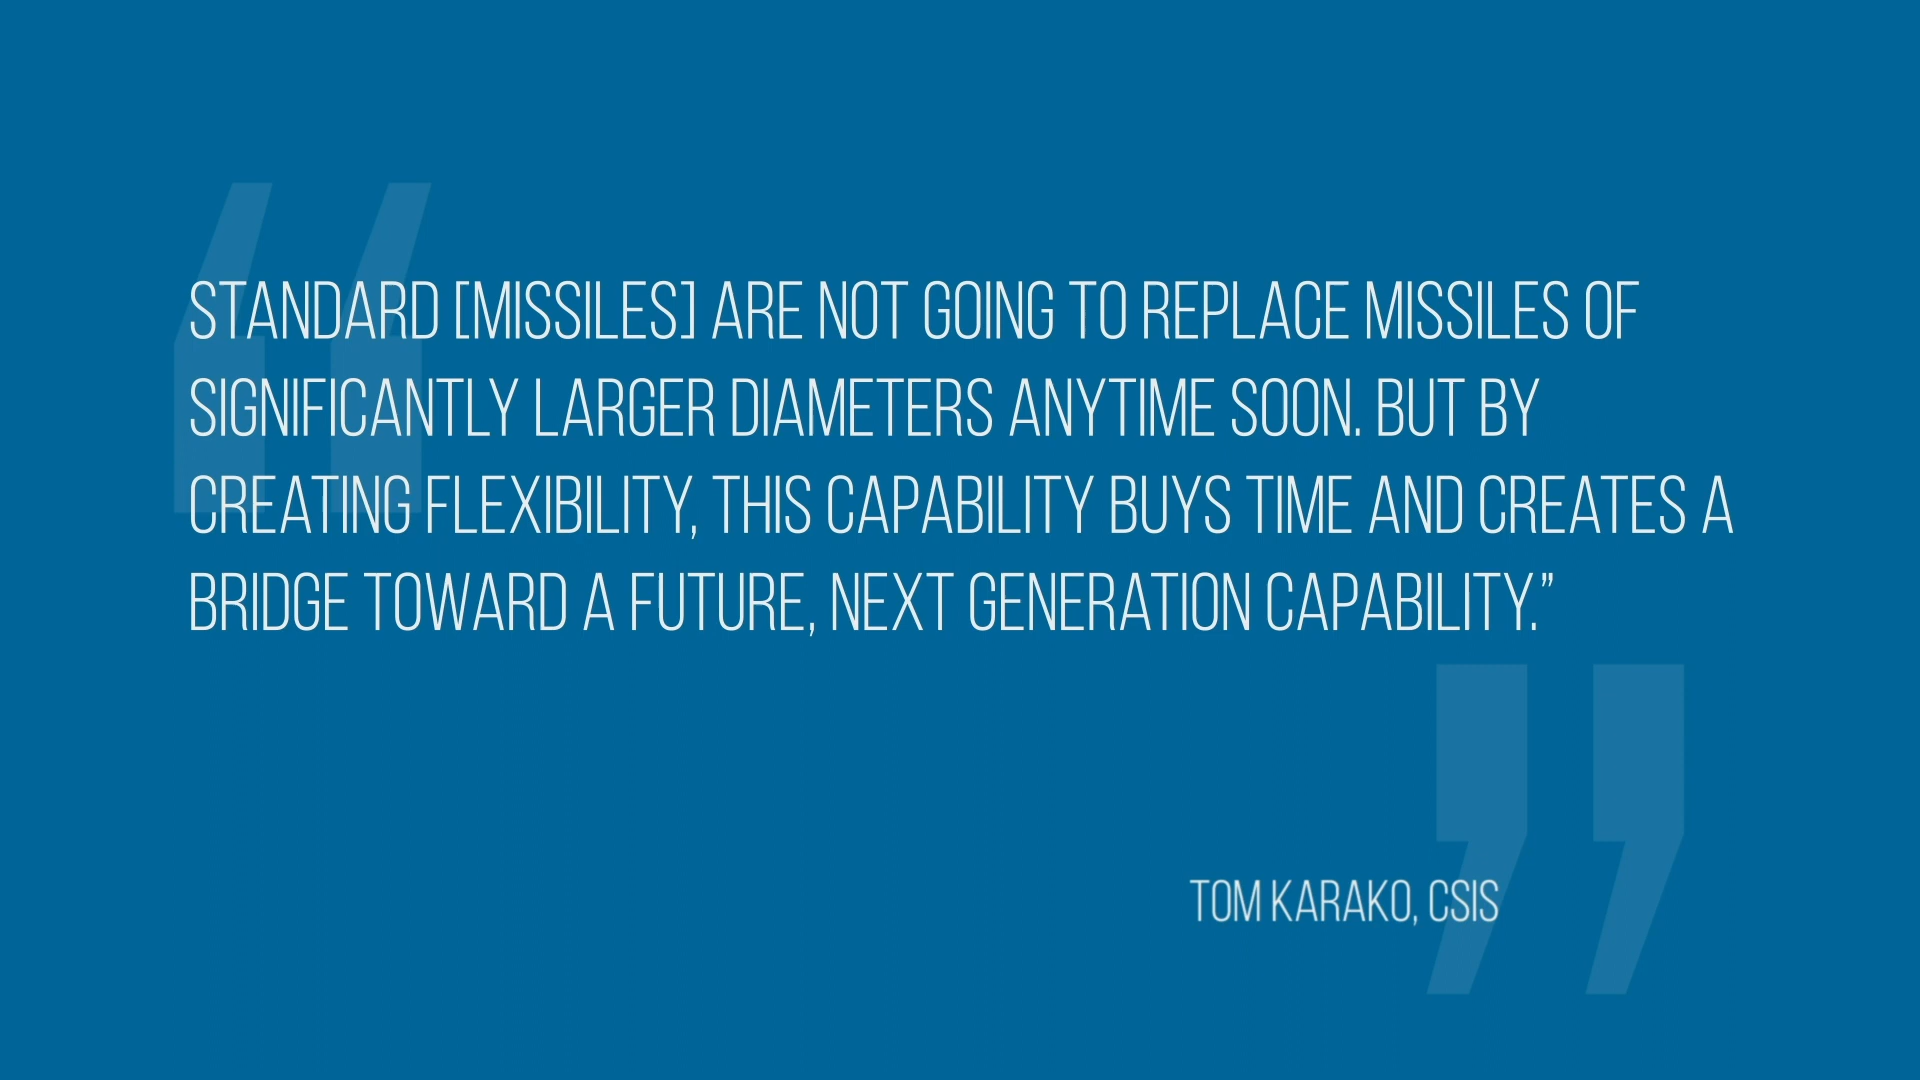 STANDARD [MISSILES] ARE NOT GOING TO REPLACE MISSILES OF
SIGNIFICANTLY LARGER DIAMETERS ANYTIME SOON. BUT BY
CREATING FLEXIBILITY, THIS CAPABILITY BUYS TIME AND CREATES A
BRIDGE TOWARD A FUTURE, NEXT GENERATION CAPABILITY.”
TOM KARAKO, CSIS